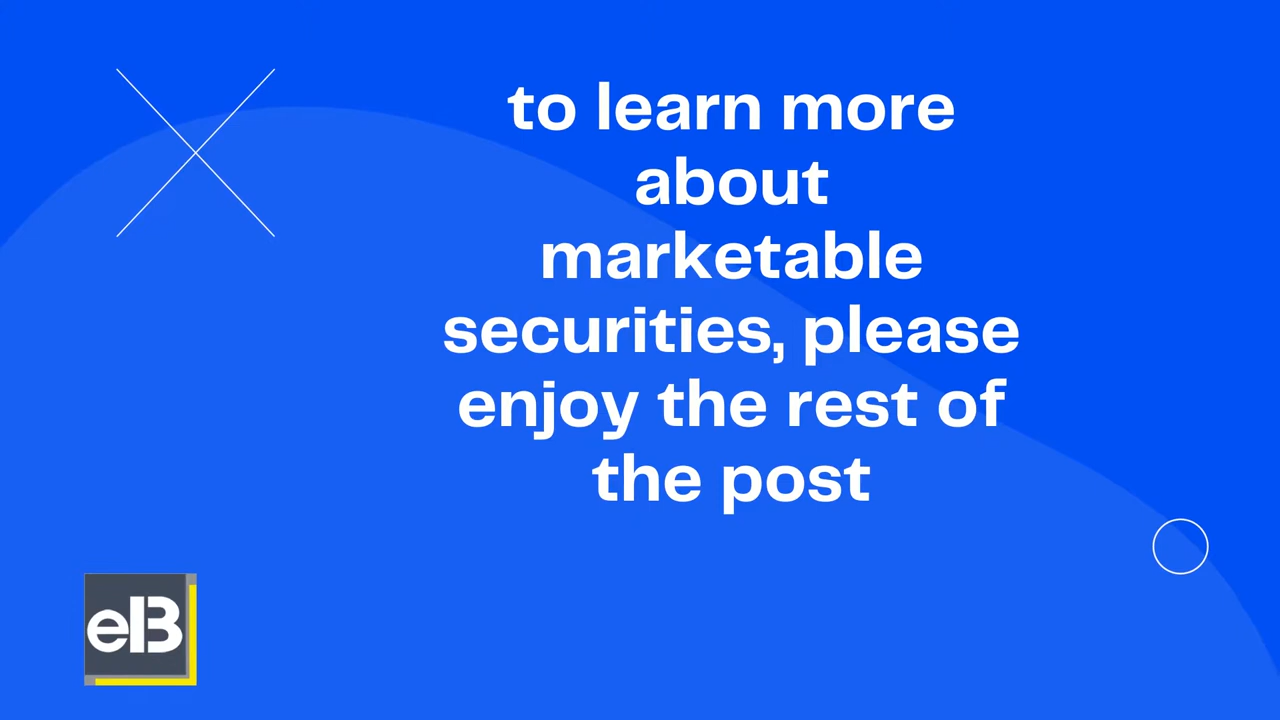 to learn more
about
marketable
securities, please
enjoy the rest of
the post
eB